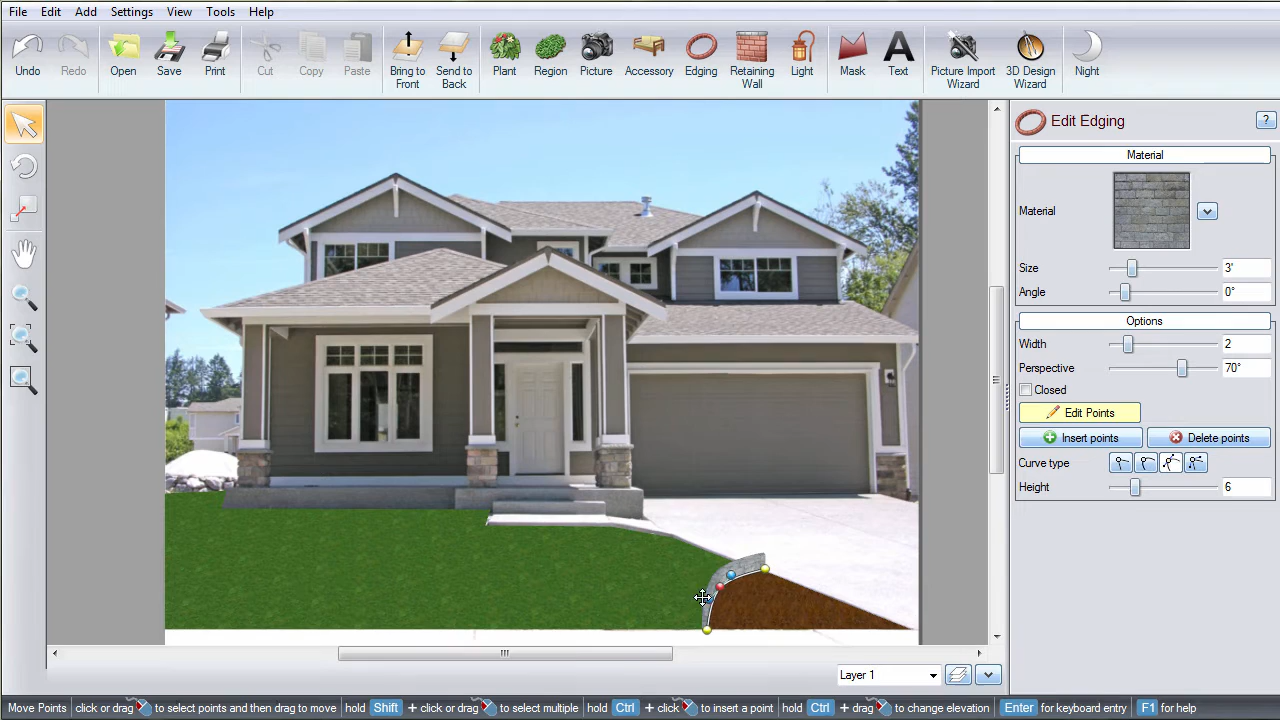 File Edit Add Settings View Tools Help
Undo Redo Open Save Print Cut Copy Paste Bring to Front Send to Back Plant Region Picture Accessory Edging Retaining Wall Light Mask Text Picture Import Wizard 3D Design Wizard Night
Edit Edging ?
Material
Material
Size 3'
Angle 0°
Options
Width 2
Perspective 70°
Closed
Edit Points
Insert points Delete points
Curve type
Height 6
Layer 1
Move Points click or drag to select points and then drag to move hold Shift + click or drag to select multiple hold Ctrl + click to insert a point hold Ctrl + drag to change elevation Enter for keyboard entry F1 for help